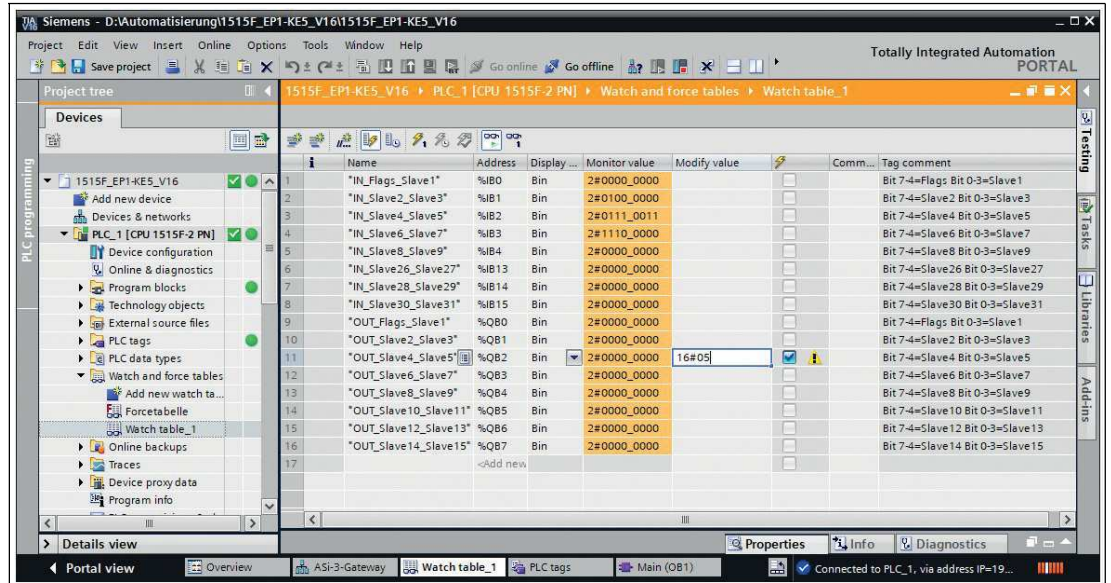 Siemens - D:\Automatisierung\1515F_EP1-KE5_V16\1515F_EP1-KE5_V16
Project Edit View Insert Online Options Tools Window Help
Totally Integrated Automation
PORTAL
Save project Go online Go offline
Project tree
1515F_EP1-KE5_V16 PLC_1 [CPU 1515F-2 PN] Watch and force tables Watch table_1
Devices
PLC programming
Testing
Tasks
Libraries
Add-ins
1515F_EP1-KE5_V16
Add new device
Devices & networks
PLC_1 [CPU 1515F-2 PN]
Device configuration
Online & diagnostics
Program blocks
Technology objects
External source files
PLC tags
PLC data types
Watch and force tables
Add new watch ta...
Forcetabelle
Watch table_1
Online backups
Traces
Device proxy data
Program info
i Name Address Display ... Monitor value Modify value Comm... Tag comment
1 "IN_Flags_Slave1" %IB0 Bin 2#0000_0000 Bit 7-4=Flags Bit 0-3=Slave1
2 "IN_Slave2_Slave3" %IB1 Bin 2#0100_0000 Bit 7-4=Slave2 Bit 0-3=Slave3
3 "IN_Slave4_Slave5" %IB2 Bin 2#0111_0011 Bit 7-4=Slave4 Bit 0-3=Slave5
4 "IN_Slave6_Slave7" %IB3 Bin 2#1110_0000 Bit 7-4=Slave6 Bit 0-3=Slave7
5 "IN_Slave8_Slave9" %IB4 Bin 2#0000_0000 Bit 7-4=Slave8 Bit 0-3=Slave9
6 "IN_Slave26_Slave27" %IB13 Bin 2#0000_0000 Bit 7-4=Slave26 Bit 0-3=Slave27
7 "IN_Slave28_Slave29" %IB14 Bin 2#0000_0000 Bit 7-4=Slave28 Bit 0-3=Slave29
8 "IN_Slave30_Slave31" %IB15 Bin 2#0000_0000 Bit 7-4=Slave30 Bit 0-3=Slave31
9 "OUT_Flags_Slave1" %QB0 Bin 2#0000_0000 Bit 7-4=Flags Bit 0-3=Slave1
10 "OUT_Slave2_Slave3" %QB1 Bin 2#0000_0000 Bit 7-4=Slave2 Bit 0-3=Slave3
11 "OUT_Slave4_Slave5" %QB2 Bin 2#0000_0000 16#05 Bit 7-4=Slave4 Bit 0-3=Slave5
12 "OUT_Slave6_Slave7" %QB3 Bin 2#0000_0000 Bit 7-4=Slave6 Bit 0-3=Slave7
13 "OUT_Slave8_Slave9" %QB4 Bin 2#0000_0000 Bit 7-4=Slave8 Bit 0-3=Slave9
14 "OUT_Slave10_Slave11" %QB5 Bin 2#0000_0000 Bit 7-4=Slave10 Bit 0-3=Slave11
15 "OUT_Slave12_Slave13" %QB6 Bin 2#0000_0000 Bit 7-4=Slave12 Bit 0-3=Slave13
16 "OUT_Slave14_Slave15" %QB7 Bin 2#0000_0000 Bit 7-4=Slave14 Bit 0-3=Slave15
17 <Add new
Details view
Properties Info Diagnostics
Portal view Overview ASi-3-Gateway Watch table_1 PLC tags Main (OB1) Connected to PLC_1, via address IP=19...